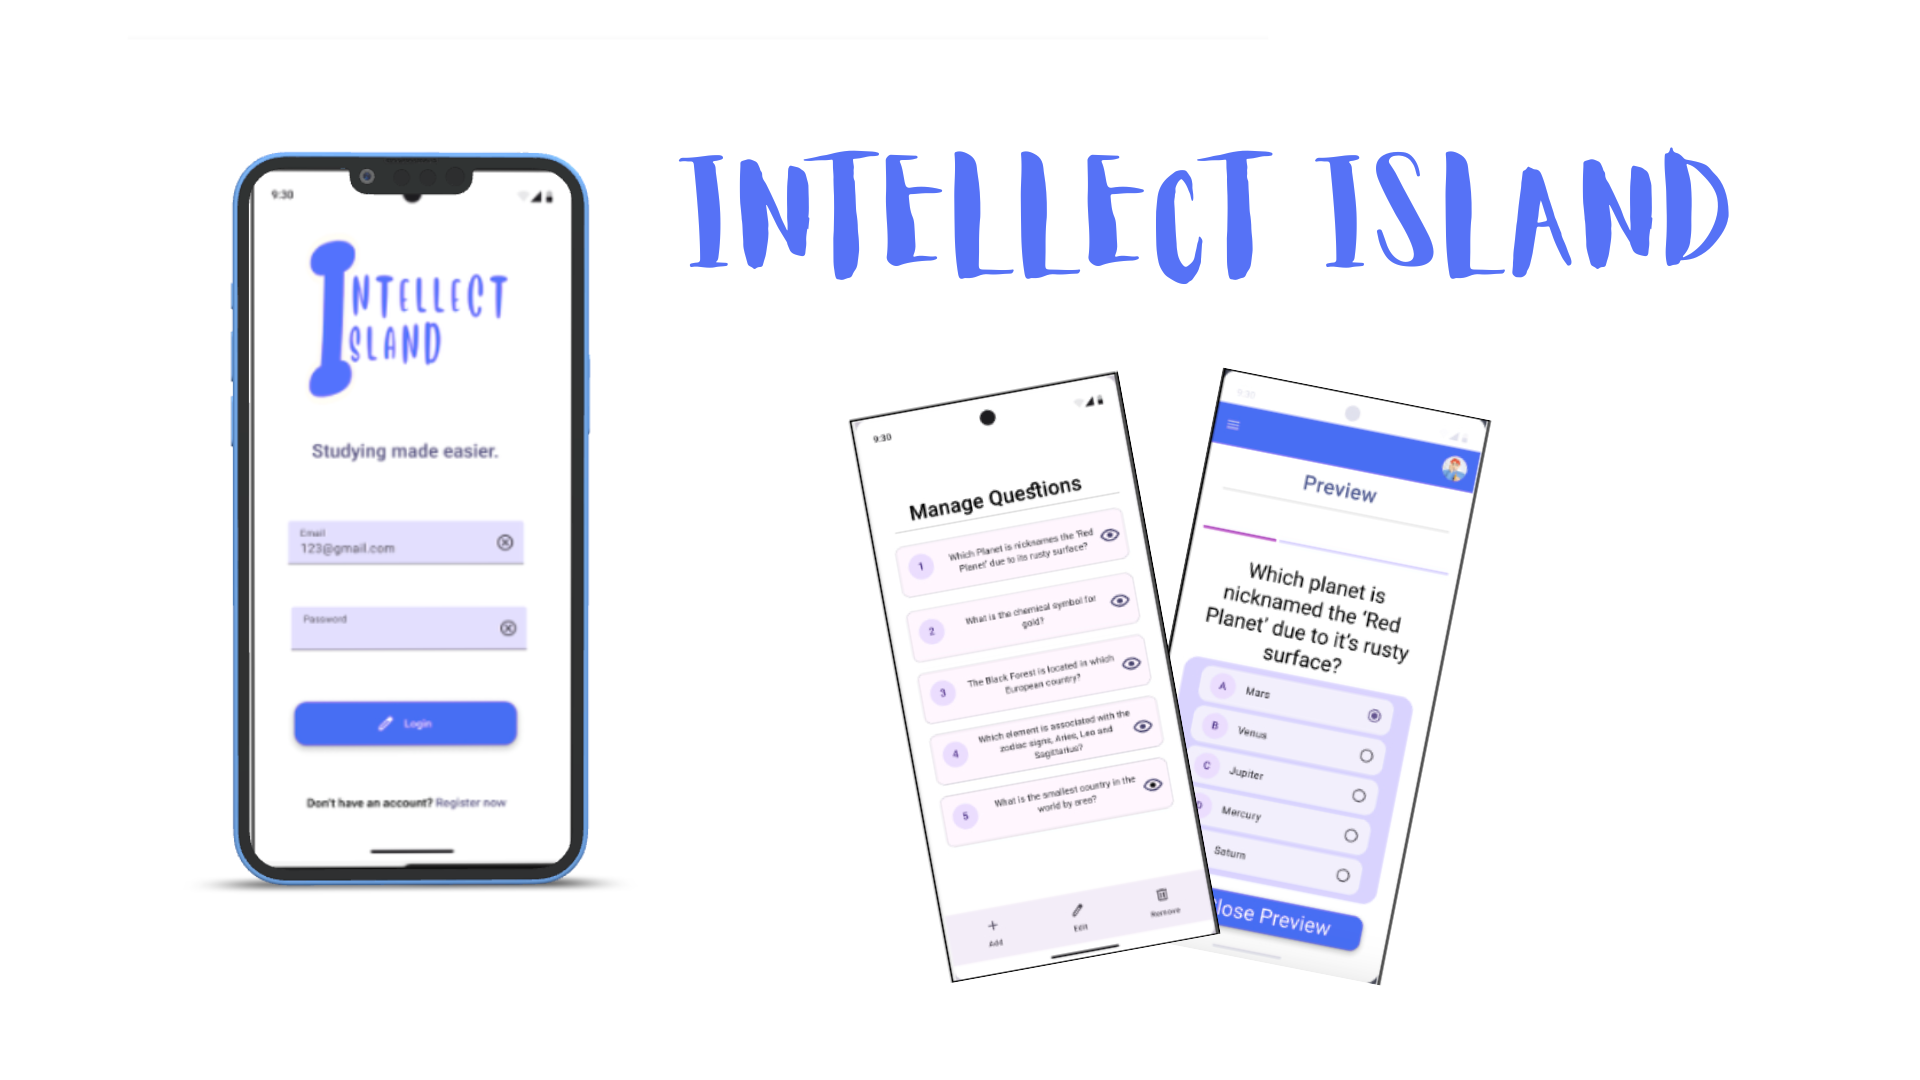 INTELLECT ISLAND
9:30
INTELLECT
ISLAND
Studying made easier.
Email
123@gmail.com
Password
Login
Don't have an account? Register now
9:30
Manage Questions
1
Which Planet is nicknames the 'Red
Planet' due to its rusty surface?
2
What is the chemical symbol for
gold?
3
The Black Forest is located in which
European country?
4
Which element is associated with the
zodiac signs, Aries, Leo and
Sagittarius?
5
What is the smallest country in the
world by area?
Add
Edit
Remove
9:30
Preview
Which planet is
nicknamed the ‘Red
Planet’ due to it’s rusty
surface?
A Mars
B Venus
C Jupiter
D Mercury
Saturn
lose Preview